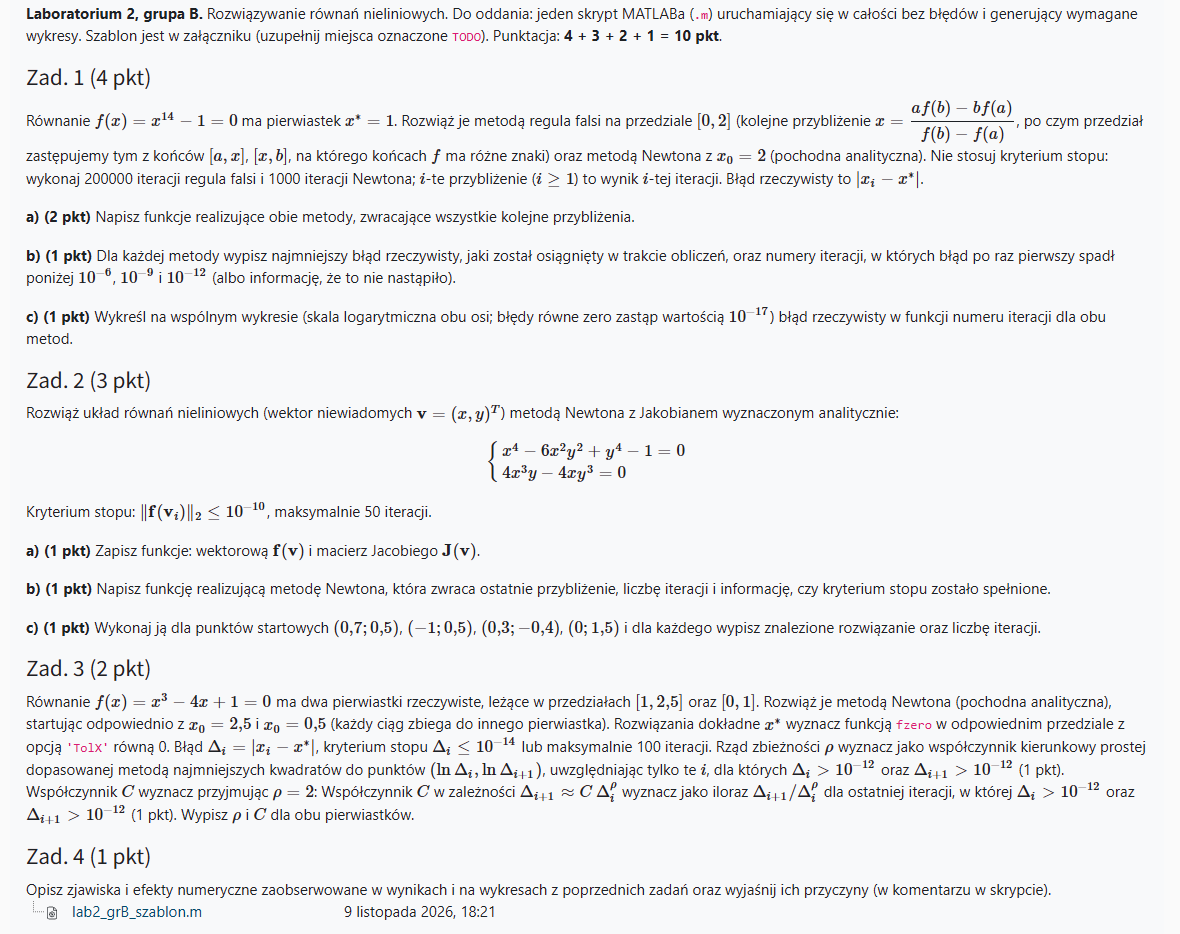 Laboratorium 2, grupa B. Rozwiązywanie równań nieliniowych. Do oddania: jeden skrypt MATLABa (.m) uruchamiający się w całości bez błędów i generujący wymagane
wykresy. Szablon jest w załączniku (uzupełnij miejsca oznaczone TODO). Punktacja: 4 + 3 + 2 + 1 = 10 pkt.
Zad. 1 (4 pkt)
Równanie f(x) = x^14 − 1 = 0 ma pierwiastek x* = 1. Rozwiąż je metodą regula falsi na przedziale [0, 2] (kolejne przybliżenie x = (af(b) − bf(a))/(f(b) − f(a)), po czym przedział
zastępujemy tym z końców [a, x], [x, b], na którego końcach f ma różne znaki) oraz metodą Newtona z x₀ = 2 (pochodna analityczna). Nie stosuj kryterium stopu:
wykonaj 200000 iteracji regula falsi i 1000 iteracji Newtona; i-te przybliżenie (i ≥ 1) to wynik i-tej iteracji. Błąd rzeczywisty to |xᵢ − x*|.
a) (2 pkt) Napisz funkcje realizujące obie metody, zwracające wszystkie kolejne przybliżenia.
b) (1 pkt) Dla każdej metody wypisz najmniejszy błąd rzeczywisty, jaki został osiągnięty w trakcie obliczeń, oraz numery iteracji, w których błąd po raz pierwszy spadł
poniżej 10⁻⁶, 10⁻⁹ i 10⁻¹² (albo informację, że to nie nastąpiło).
c) (1 pkt) Wykreśl na wspólnym wykresie (skala logarytmiczna obu osi; błędy równe zero zastąp wartością 10⁻¹⁷) błąd rzeczywisty w funkcji numeru iteracji dla obu
metod.
Zad. 2 (3 pkt)
Rozwiąż układ równań nieliniowych (wektor niewiadomych v = (x, y)ᵀ) metodą Newtona z Jakobianem wyznaczonym analitycznie:
{ x⁴ − 6x²y² + y⁴ − 1 = 0
4x³y − 4xy³ = 0
Kryterium stopu: ‖f(vᵢ)‖₂ ≤ 10⁻¹⁰, maksymalnie 50 iteracji.
a) (1 pkt) Zapisz funkcje: wektorową f(v) i macierz Jacobiego J(v).
b) (1 pkt) Napisz funkcję realizującą metodę Newtona, która zwraca ostatnie przybliżenie, liczbę iteracji i informację, czy kryterium stopu zostało spełnione.
c) (1 pkt) Wykonaj ją dla punktów startowych (0,7; 0,5), (−1; 0,5), (0,3; −0,4), (0; 1,5) i dla każdego wypisz znalezione rozwiązanie oraz liczbę iteracji.
Zad. 3 (2 pkt)
Równanie f(x) = x³ − 4x + 1 = 0 ma dwa pierwiastki rzeczywiste, leżące w przedziałach [1, 2,5] oraz [0, 1]. Rozwiąż je metodą Newtona (pochodna analityczna),
startując odpowiednio z x₀ = 2,5 i x₀ = 0,5 (każdy ciąg zbiega do innego pierwiastka). Rozwiązania dokładne x* wyznacz funkcją fzero w odpowiednim przedziale z
opcją 'TolX' równą 0. Błąd Δᵢ = |xᵢ − x*|, kryterium stopu Δᵢ ≤ 10⁻¹⁴ lub maksymalnie 100 iteracji. Rząd zbieżności ρ wyznacz jako współczynnik kierunkowy prostej
dopasowanej metodą najmniejszych kwadratów do punktów (ln Δᵢ, ln Δᵢ₊₁), uwzględniając tylko te i, dla których Δᵢ > 10⁻¹² oraz Δᵢ₊₁ > 10⁻¹² (1 pkt).
Współczynnik C wyznacz przyjmując ρ = 2: Współczynnik C w zależności Δᵢ₊₁ ≈ C Δᵢ^ρ wyznacz jako iloraz Δᵢ₊₁/Δᵢ^ρ dla ostatniej iteracji, w której Δᵢ > 10⁻¹² oraz
Δᵢ₊₁ > 10⁻¹² (1 pkt). Wypisz ρ i C dla obu pierwiastków.
Zad. 4 (1 pkt)
Opisz zjawiska i efekty numeryczne zaobserwowane w wynikach i na wykresach z poprzednich zadań oraz wyjaśnij ich przyczyny (w komentarzu w skrypcie).
lab2_grB_szablon.m 9 listopada 2026, 18:21